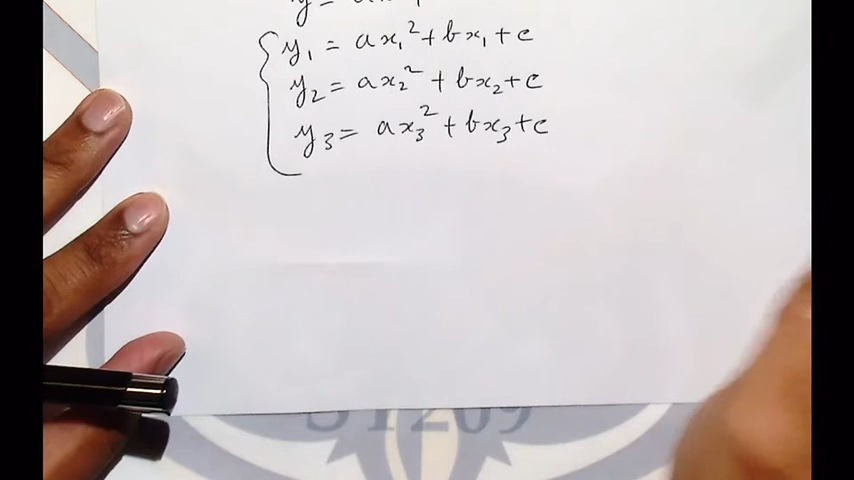 y =
y₁ = ax₁² + bx₁ + c
y₂ = ax₂² + bx₂ + c
y₃ = ax₃² + bx₃ + c